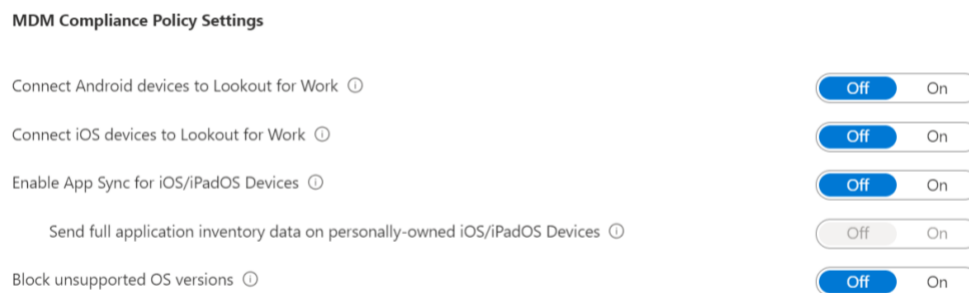 MDM Compliance Policy Settings
Connect Android devices to Lookout for Work Off On
Connect iOS devices to Lookout for Work Off On
Enable App Sync for iOS/iPadOS Devices Off On
Send full application inventory data on personally-owned iOS/iPadOS Devices Off On
Block unsupported OS versions Off On